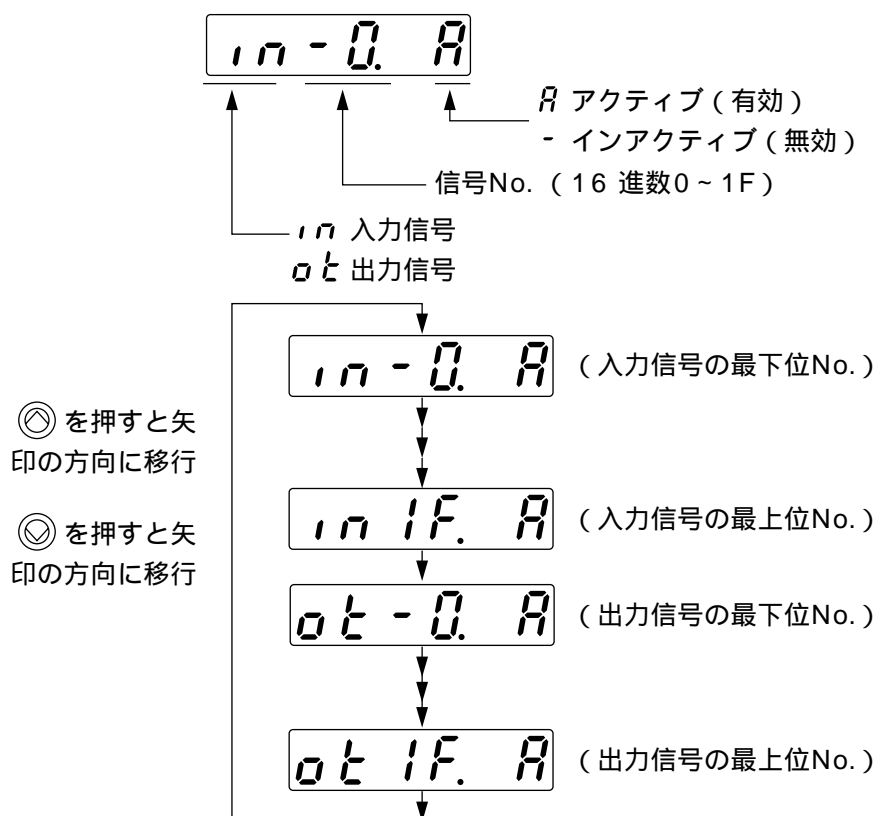 in-0. A
A アクティブ(有効)
- インアクティブ(無効)
信号No.(16 進数0~1F)
in 入力信号
ot 出力信号
in-0. A (入力信号の最下位No.)
を押すと矢
印の方向に移行
in 1F. A (入力信号の最上位No.)
を押すと矢
印の方向に移行
ot-0. A (出力信号の最下位No.)
ot 1F. A (出力信号の最上位No.)